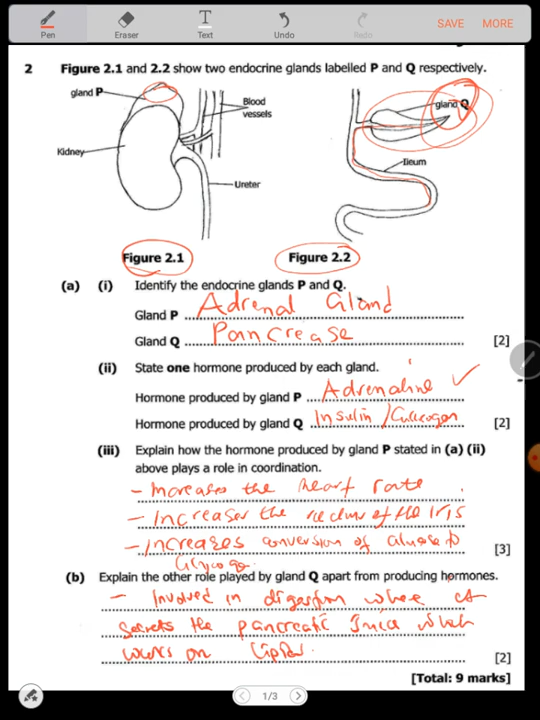 Pen
Eraser
T
Text
Undo
Redo
SAVE
MORE
2 Figure 2.1 and 2.2 show two endocrine glands labelled P and Q respectively.
gland P
Blood
vessels
Kidney
Ureter
gland Q
Ileum
Figure 2.1
Figure 2.2
(a) (i) Identify the endocrine glands P and Q.
Gland P Adrenal Gland
Gland Q Pancrease [2]
(ii) State one hormone produced by each gland.
Hormone produced by gland P Adrenaline
Hormone produced by gland Q Insulin / Glucagon [2]
(iii) Explain how the hormone produced by gland P stated in (a) (ii)
above plays a role in coordination.
- Increases the heart rate
- Increases the of the Iris
- Increases conversion of glucose to [3]
(b) Explain the other role played by gland Q apart from producing hormones.
- Involved in digestion where it
secrets the pancreatic Juice which
works on [2]
[Total: 9 marks]
1/3